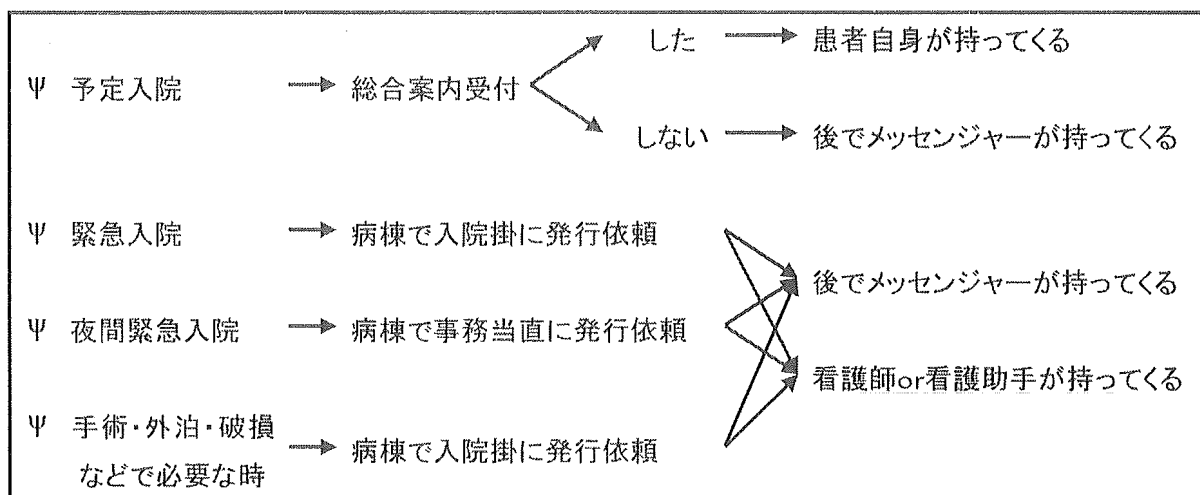 した → 患者自身が持ってくる
Ψ 予定入院 → 総合案内受付
しない → 後でメッセンジャーが持ってくる
Ψ 緊急入院 → 病棟で入院掛に発行依頼
後でメッセンジャーが持ってくる
Ψ 夜間緊急入院 → 病棟で事務当直に発行依頼
看護師or看護助手が持ってくる
Ψ 手術・外泊・破損
などで必要な時 → 病棟で入院掛に発行依頼